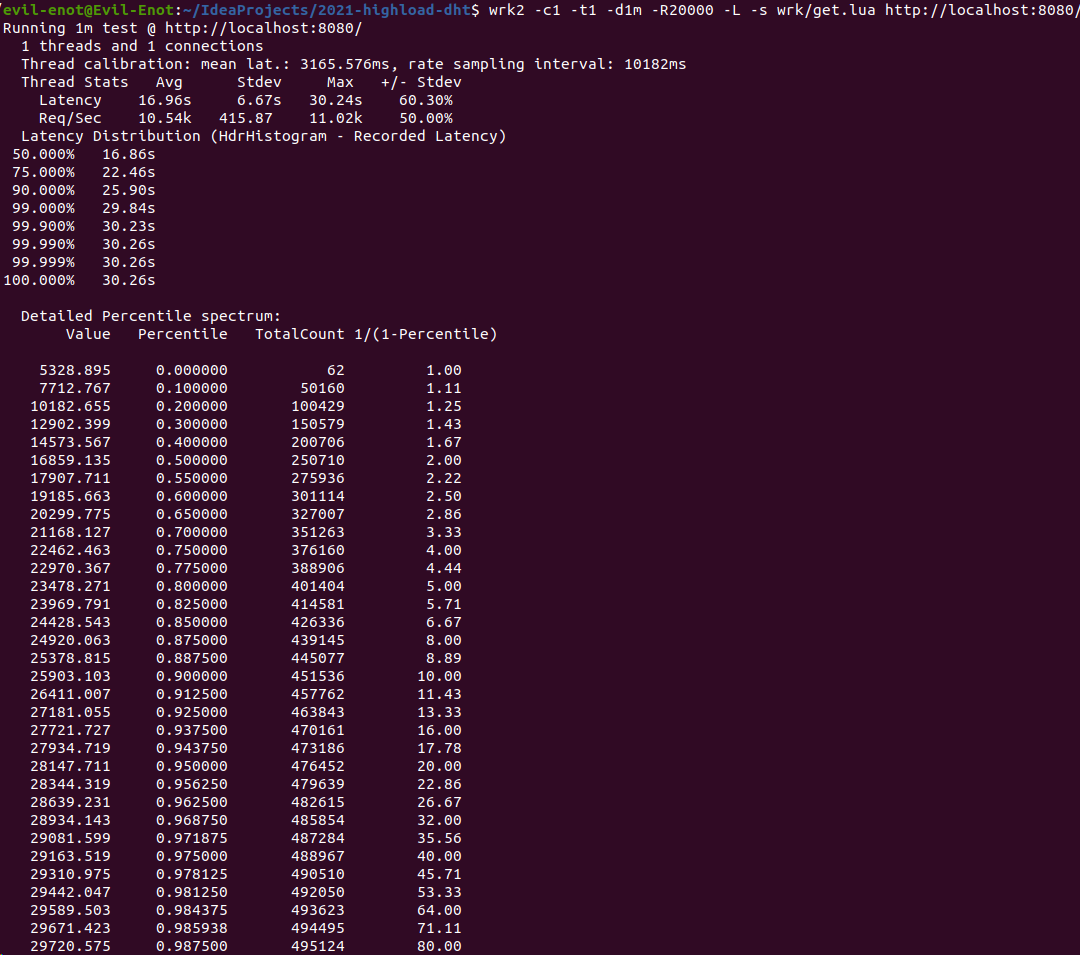 evil-enot@Evil-Enot:~/IdeaProjects/2021-highload-dht$ wrk2 -c1 -t1 -d1m -R20000 -L -s wrk/get.lua http://localhost:8080/
Running 1m test @ http://localhost:8080/
  1 threads and 1 connections
  Thread calibration: mean lat.: 3165.576ms, rate sampling interval: 10182ms
  Thread Stats   Avg      Stdev     Max   +/- Stdev
    Latency    16.96s     6.67s   30.24s    60.30%
    Req/Sec    10.54k   415.87    11.02k    50.00%
  Latency Distribution (HdrHistogram - Recorded Latency)
 50.000%   16.86s
 75.000%   22.46s
 90.000%   25.90s
 99.000%   29.84s
 99.900%   30.23s
 99.990%   30.26s
 99.999%   30.26s
100.000%   30.26s
  Detailed Percentile spectrum:
       Value   Percentile   TotalCount 1/(1-Percentile)
    5328.895     0.000000           62         1.00
    7712.767     0.100000        50160         1.11
   10182.655     0.200000       100429         1.25
   12902.399     0.300000       150579         1.43
   14573.567     0.400000       200706         1.67
   16859.135     0.500000       250710         2.00
   17907.711     0.550000       275936         2.22
   19185.663     0.600000       301114         2.50
   20299.775     0.650000       327007         2.86
   21168.127     0.700000       351263         3.33
   22462.463     0.750000       376160         4.00
   22970.367     0.775000       388906         4.44
   23478.271     0.800000       401404         5.00
   23969.791     0.825000       414581         5.71
   24428.543     0.850000       426336         6.67
   24920.063     0.875000       439145         8.00
   25378.815     0.887500       445077         8.89
   25903.103     0.900000       451536        10.00
   26411.007     0.912500       457762        11.43
   27181.055     0.925000       463843        13.33
   27721.727     0.937500       470161        16.00
   27934.719     0.943750       473186        17.78
   28147.711     0.950000       476452        20.00
   28344.319     0.956250       479639        22.86
   28639.231     0.962500       482615        26.67
   28934.143     0.968750       485854        32.00
   29081.599     0.971875       487284        35.56
   29163.519     0.975000       488967        40.00
   29310.975     0.978125       490510        45.71
   29442.047     0.981250       492050        53.33
   29589.503     0.984375       493623        64.00
   29671.423     0.985938       494495        71.11
   29720.575     0.987500       495124        80.00